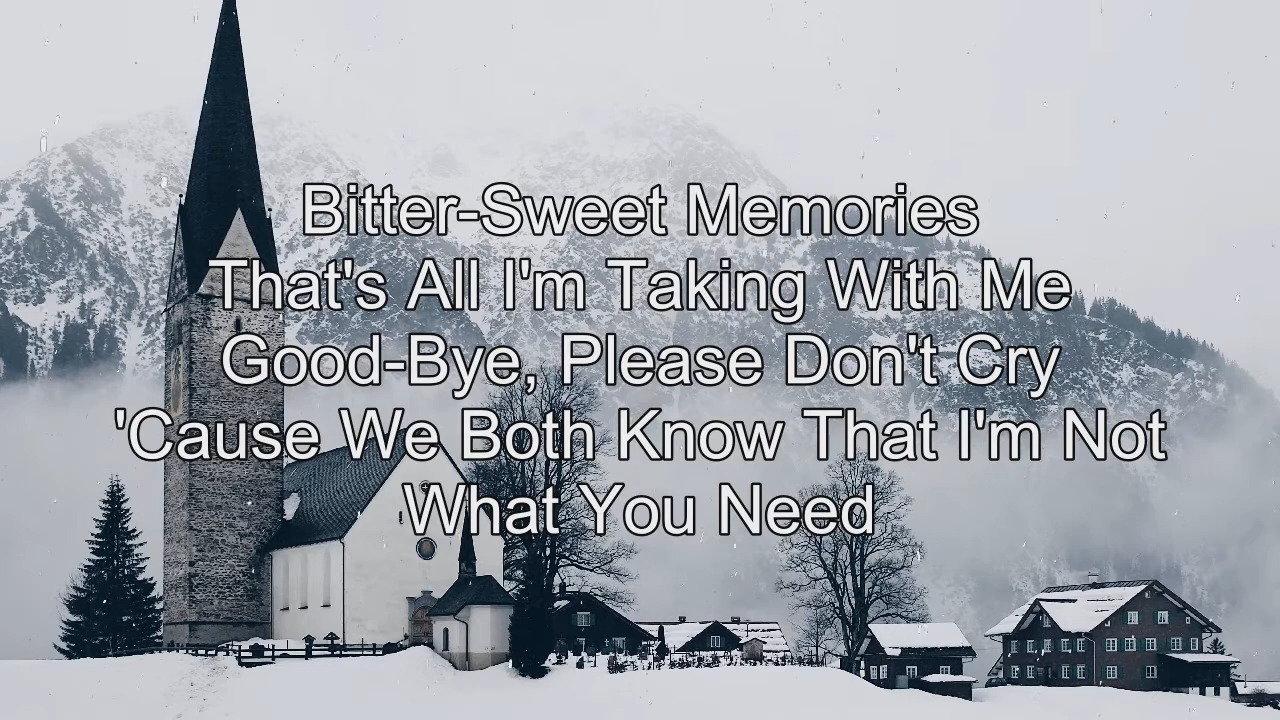 Bitter-Sweet Memories
That's All I'm Taking With Me
Good-Bye, Please Don't Cry
'Cause We Both Know That I'm Not
What You Need